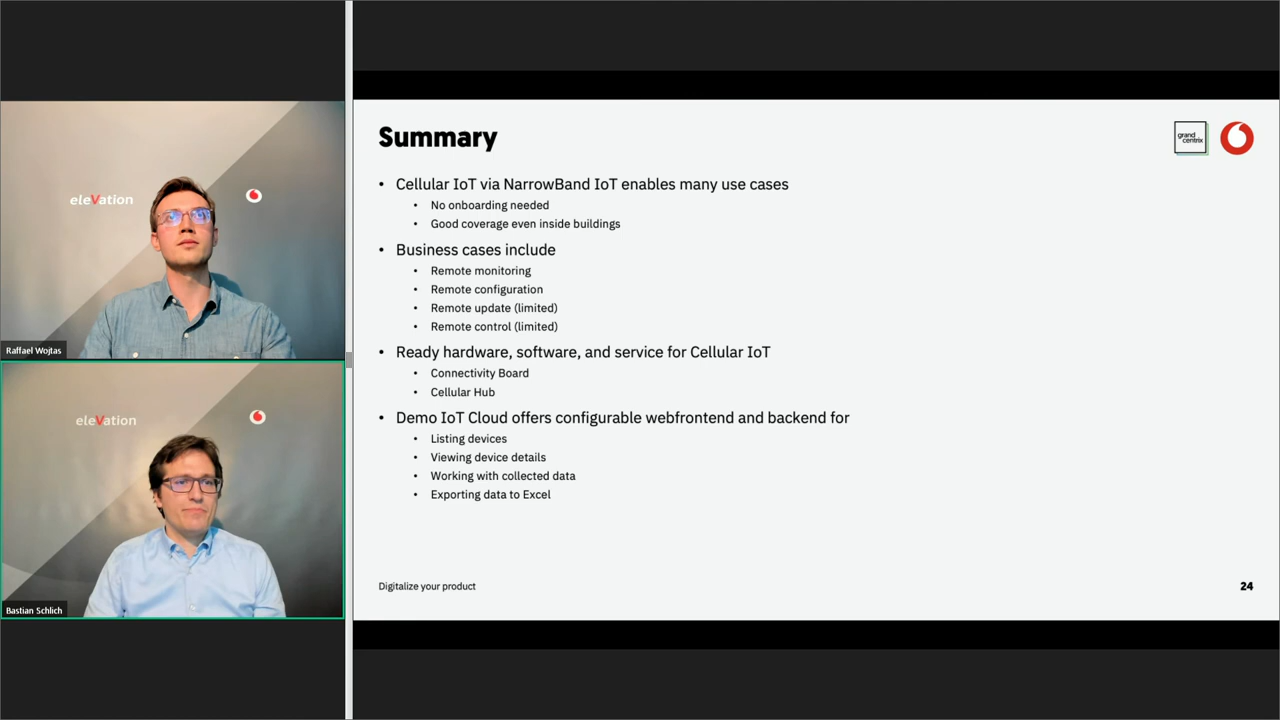 eleVation
Raffael Wojtas
eleVation
Bastian Schlich
Summary
grand
centrix
• Cellular IoT via NarrowBand IoT enables many use cases
• No onboarding needed
• Good coverage even inside buildings
• Business cases include
• Remote monitoring
• Remote configuration
• Remote update (limited)
• Remote control (limited)
• Ready hardware, software, and service for Cellular IoT
• Connectivity Board
• Cellular Hub
• Demo IoT Cloud offers configurable webfrontend and backend for
• Listing devices
• Viewing device details
• Working with collected data
• Exporting data to Excel
Digitalize your product
24